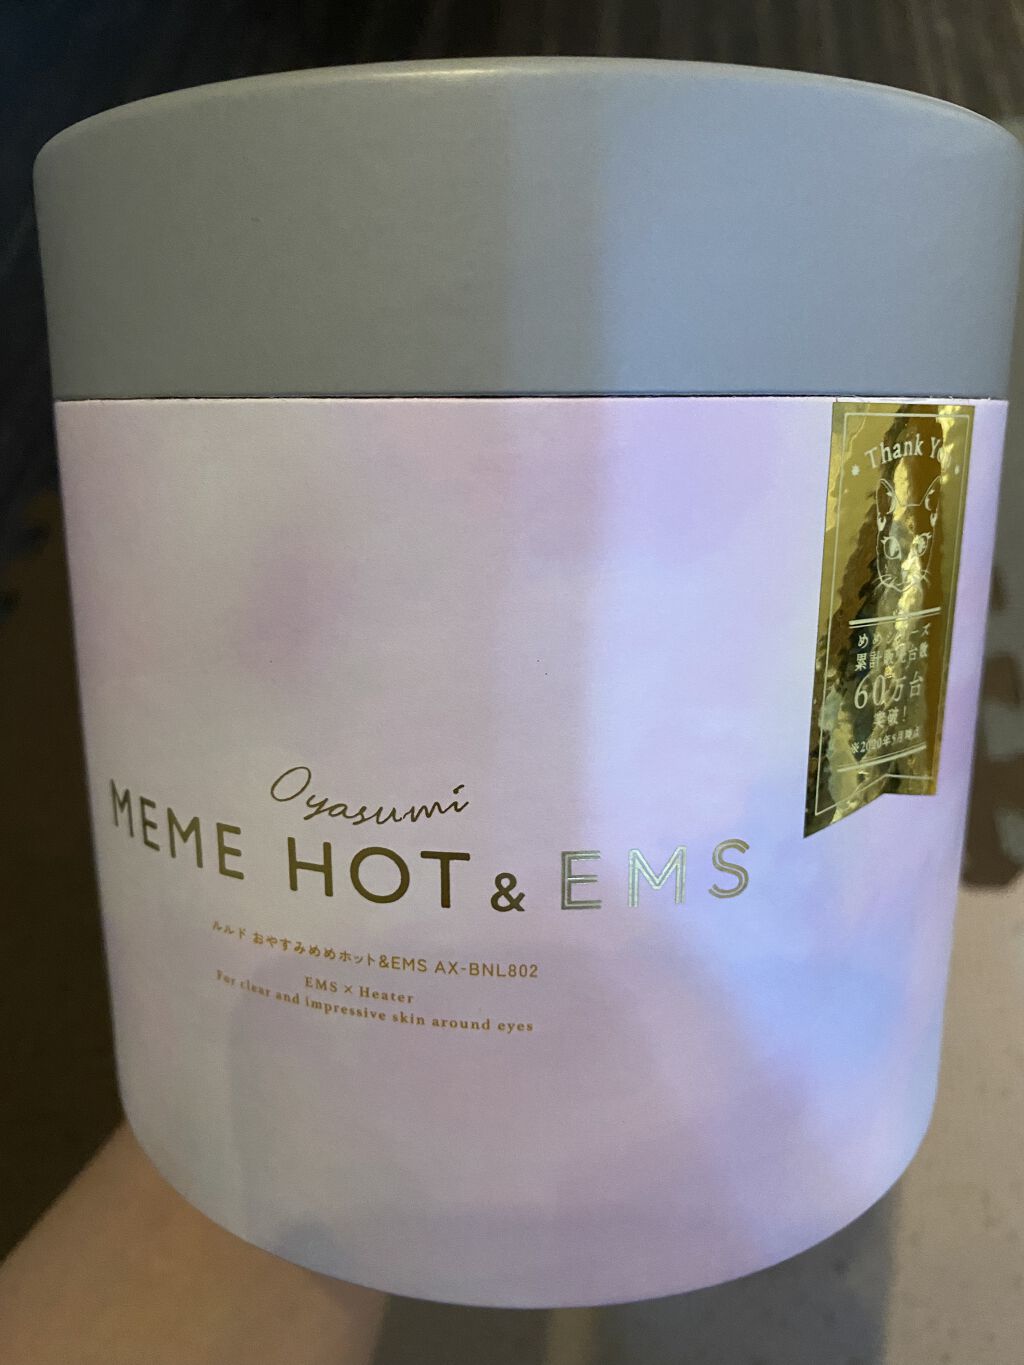 Thank You
めめシリーズ
累計販売台数
60万台
突破！
※2020年9月時点
Oyasumi
MEME HOT & EMS
ルルド おやすみめめホット&EMS AX-BNL802
EMS × Heater
For clear and impressive skin around eyes